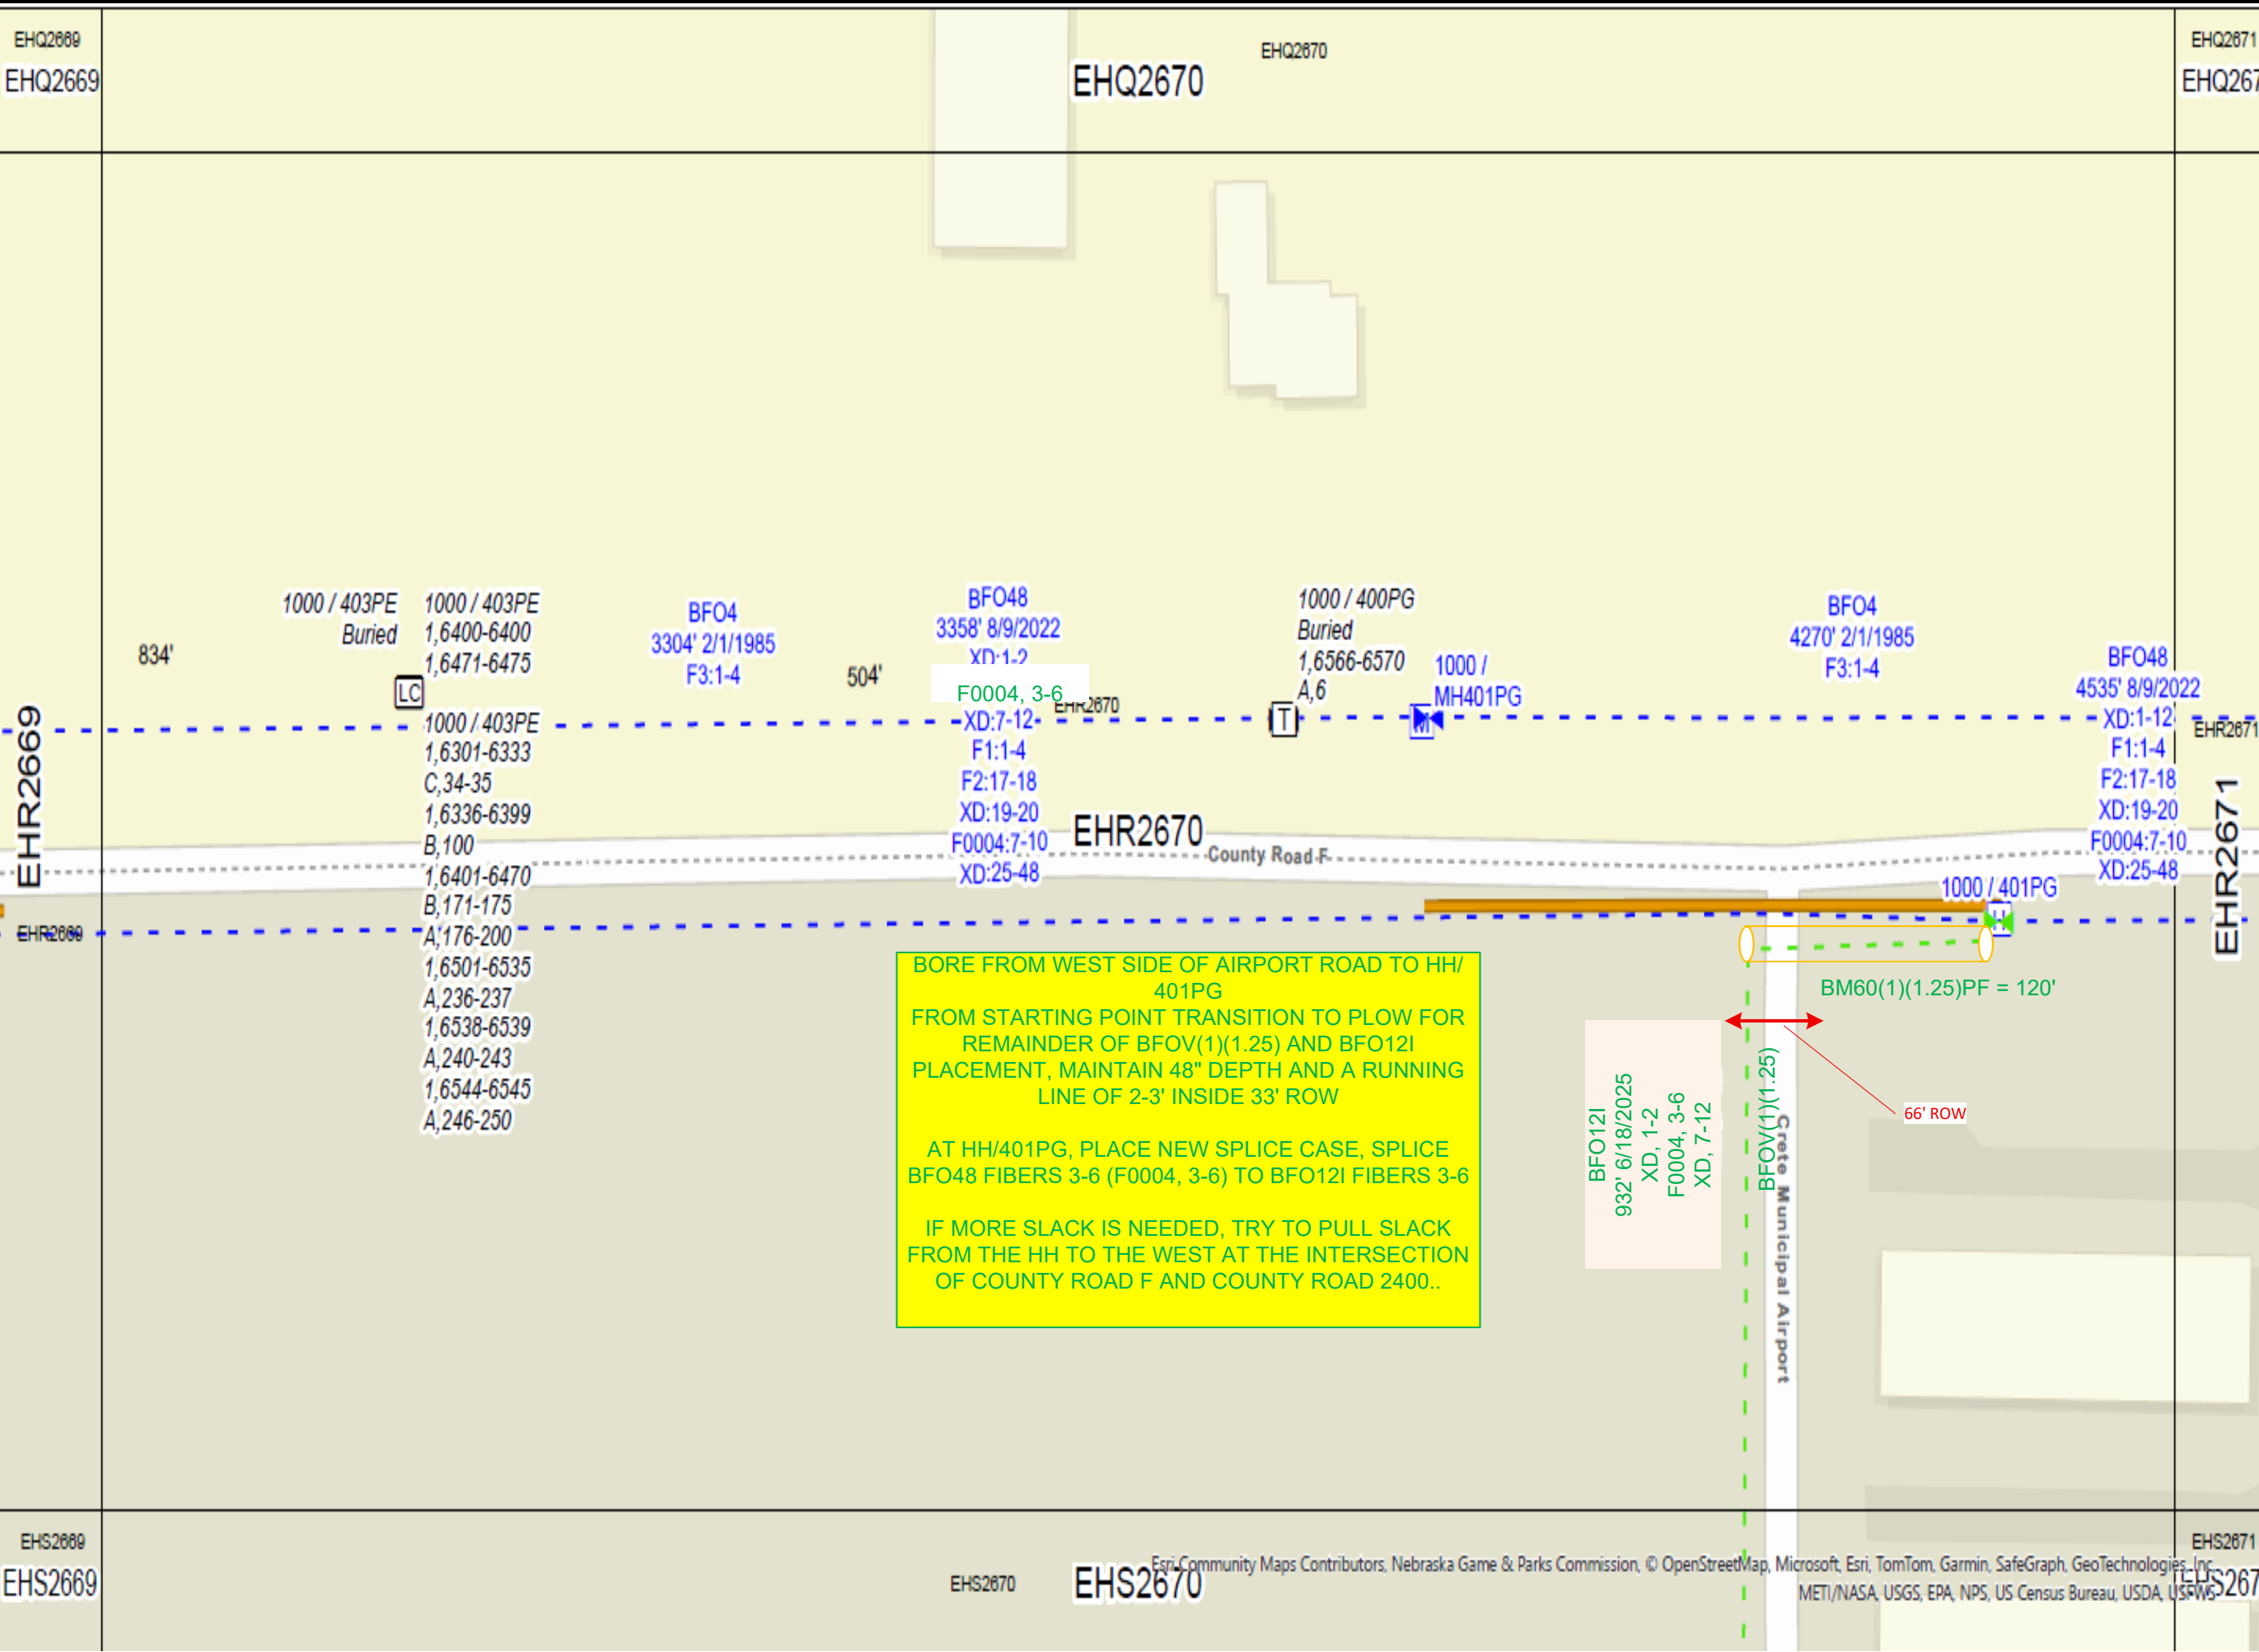 EHQ2669
EHQ2669
EHQ2670
EHQ2670
EHQ2671
EHQ267
1000 / 403PE
Buried
834'
LC
1000 / 403PE
1,6400-6400
1,6471-6475
1000 / 403PE
1,6301-6333
C,34-35
1,6336-6399
B,100
1,6401-6470
B,171-175
A,176-200
1,6501-6535
A,236-237
1,6538-6539
A,240-243
1,6544-6545
A,246-250
BFO4
3304' 2/1/1985
F3:1-4
504'
BFO48
3358' 8/9/2022
XD:1-2
F0004, 3-6
XD:7-12
F1:1-4
F2:17-18
XD:19-20
F0004:7-10
XD:25-48
EHR2670
1000 / 400PG
Buried
1,6566-6570
A,6
T
1000 /
MH401PG
M
BFO4
4270' 2/1/1985
F3:1-4
BFO48
4535' 8/9/2022
XD:1-12
F1:1-4
F2:17-18
XD:19-20
F0004:7-10
XD:25-48
EHR2671
EHR2669
EHR2670
County Road F
EHR2671
1000 / 401PG
H
EHR2669
BORE FROM WEST SIDE OF AIRPORT ROAD TO HH/
401PG
FROM STARTING POINT TRANSITION TO PLOW FOR
REMAINDER OF BFOV(1)(1.25) AND BFO12I
PLACEMENT, MAINTAIN 48" DEPTH AND A RUNNING
LINE OF 2-3' INSIDE 33' ROW
AT HH/401PG, PLACE NEW SPLICE CASE, SPLICE
BFO48 FIBERS 3-6 (F0004, 3-6) TO BFO12I FIBERS 3-6
IF MORE SLACK IS NEEDED, TRY TO PULL SLACK
FROM THE HH TO THE WEST AT THE INTERSECTION
OF COUNTY ROAD F AND COUNTY ROAD 2400..
BM60(1)(1.25)PF = 120'
BFO12I
932' 6/18/2025
XD, 1-2
F0004, 3-6
XD, 7-12
BFOV(1)(1.25)
Crete Municipal Airport
66' ROW
EHS2669
EHS2669
EHS2670
EHS2670
EHS2671
EHS267
Esri Community Maps Contributors, Nebraska Game & Parks Commission, © OpenStreetMap, Microsoft, Esri, TomTom, Garmin, SafeGraph, GeoTechnologies, Inc,
METI/NASA, USGS, EPA, NPS, US Census Bureau, USDA, USFWS